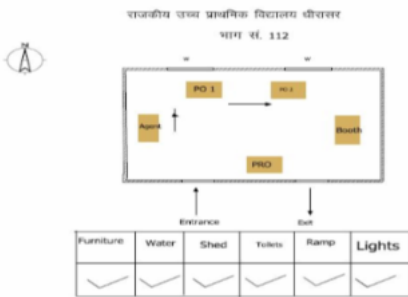 राजकीय उच्च प्राथमिक विद्यालय धीरासर
भाग सं. 112
N
w w
PO 1 PO 2
Agent Booth
PRO
Entrance Exit
Furniture Water Shed Toilets Ramp Lights